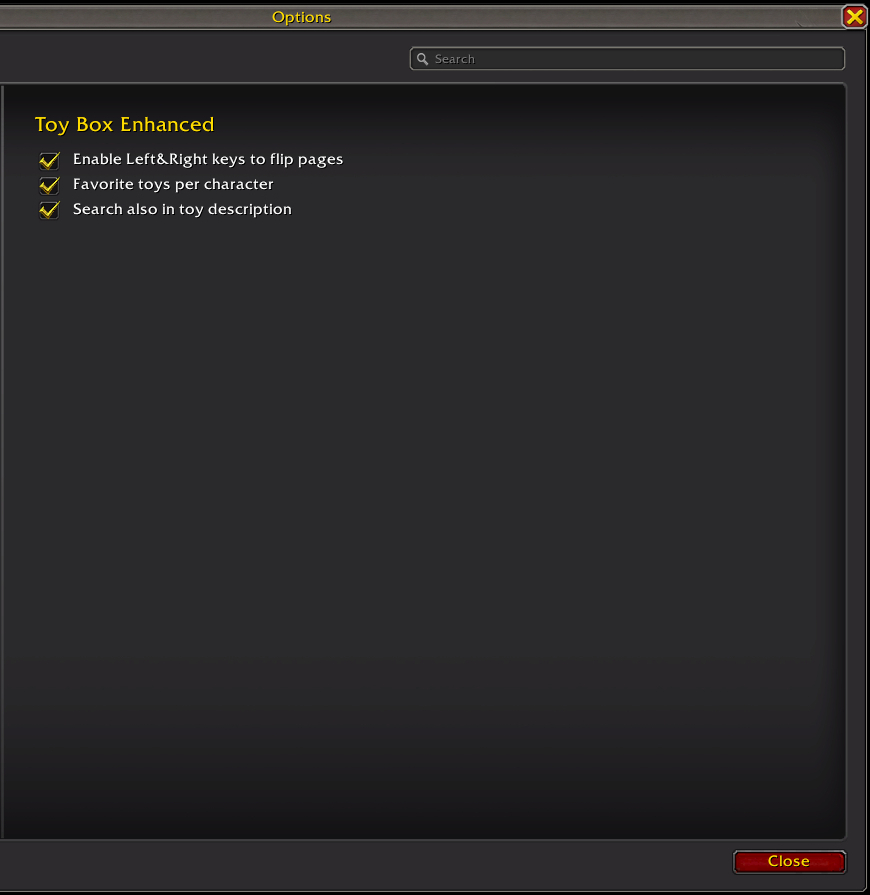 Options
Search
Toy Box Enhanced
Enable Left&Right keys to flip pages
Favorite toys per character
Search also in toy description
Close